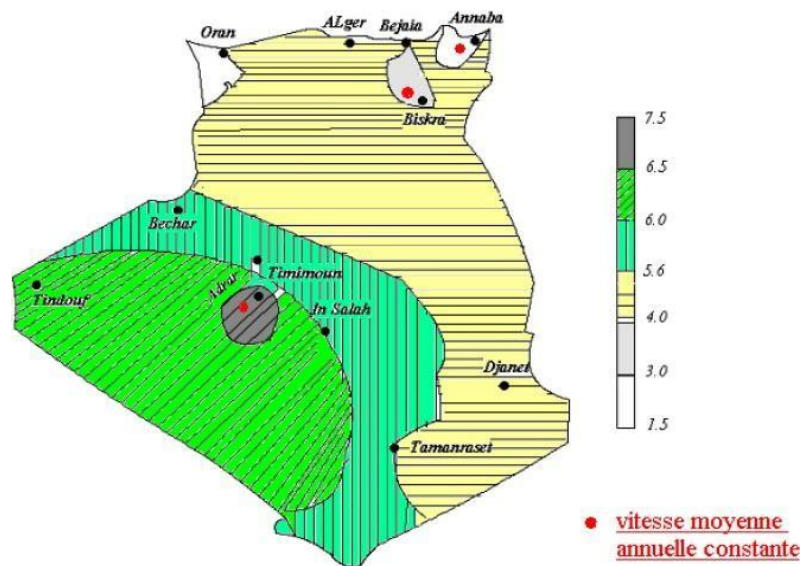 Oran
ALger
Bejaia
Annaba
Biskra
Bechar
Timimoun
Adrar
Tindouf
In Salah
Djanet
Tamanraset
7.5
6.5
6.0
5.6
4.0
3.0
1.5
vitesse moyenne
annuelle constante